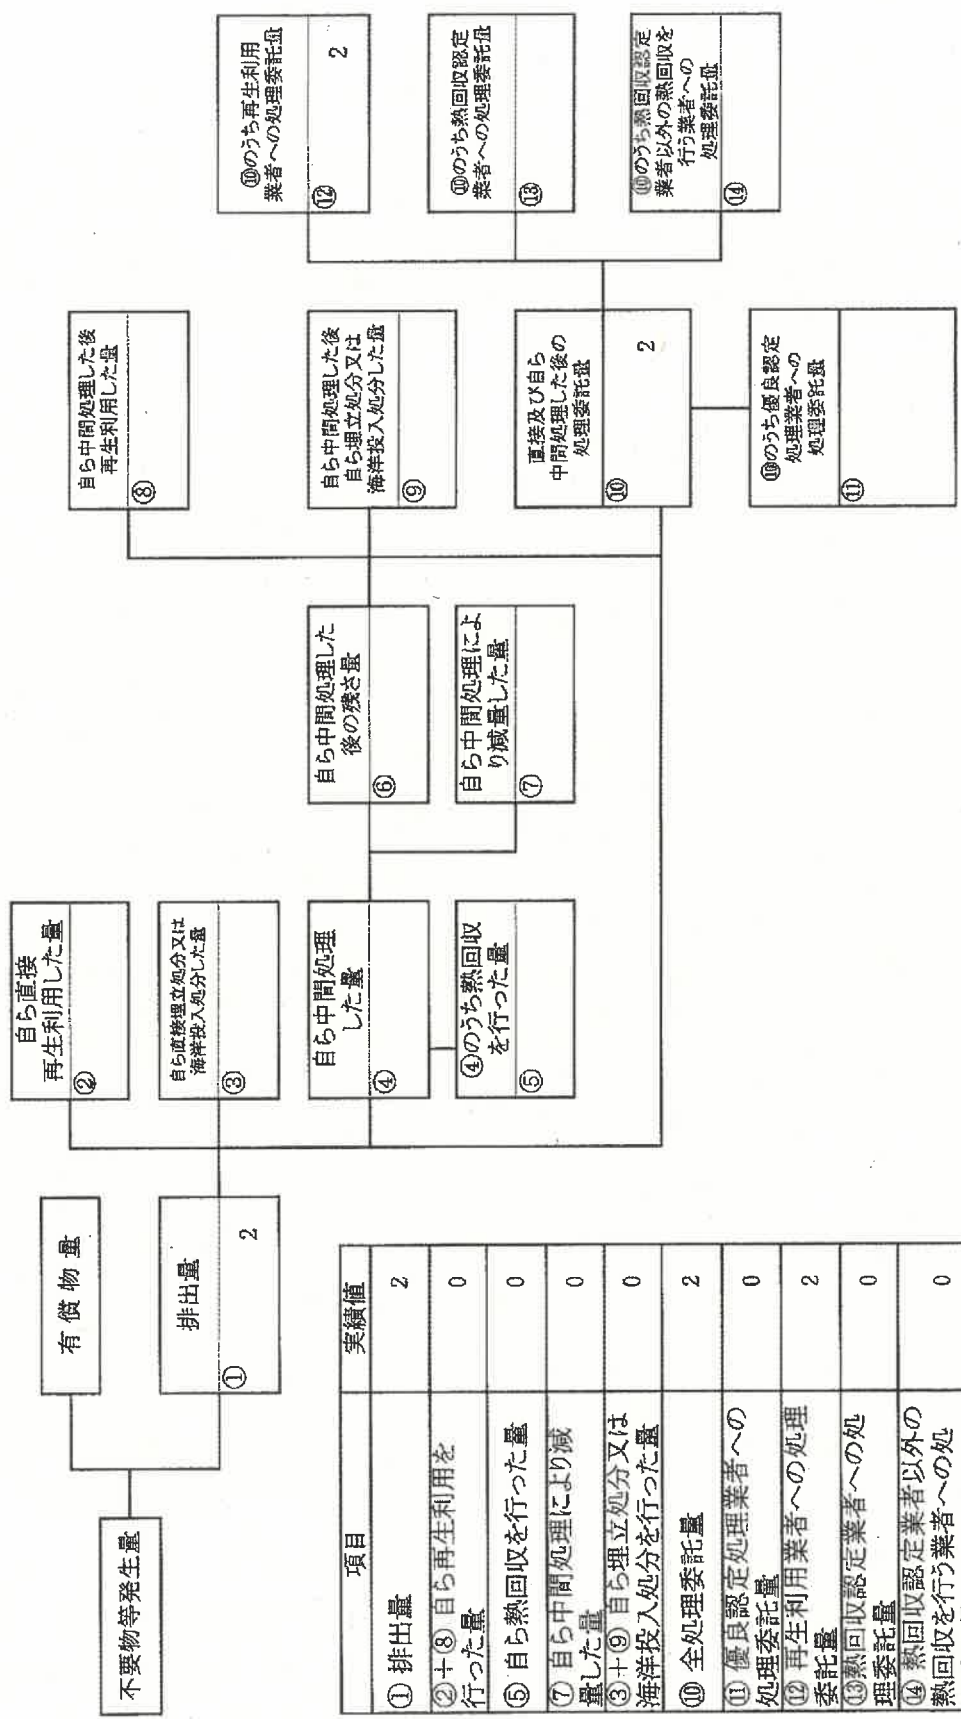 不要物等発生量
有償物量
排出量
① 2
自ら直接
再生利用した量
②
自ら直接埋立処分又は
海洋投入処分した量
③
自ら中間処理
した量
④
④のうち熱回収
を行った量
⑤
自ら中間処理した
後の残さ量
⑥
自ら中間処理によ
り減量した量
⑦
自ら中間処理した後
再生利用した量
⑧
自ら中間処理した後
自ら埋立処分又は
海洋投入処分した量
⑨
直接及び自ら
中間処理した後の
処理委託量
⑩ 2
⑩のうち優良認定
処理業者への
処理委託量
⑪
⑩のうち再生利用
業者への処理委託量
⑫ 2
⑩のうち熱回収認定
業者への処理委託量
⑬
⑩のうち熱回収認定
業者以外の熱回収を
行う業者への
処理委託量
⑭
項目 実績値
① 排出量 2
②+⑧ 自ら再生利用を
行った量 0
⑤ 自ら熱回収を行った量 0
⑦ 自ら中間処理により減
量した量 0
③+⑨ 自ら埋立処分又は
海洋投入処分を行った量 0
⑩ 全処理委託量 2
⑪ 優良認定処理業者への
処理委託量 0
⑫ 再生利用業者への処理
委託量 2
⑬熱回収認定業者への処
理委託量 0
⑭ 熱回収認定業者以外の
熱回収を行う業者への処 0